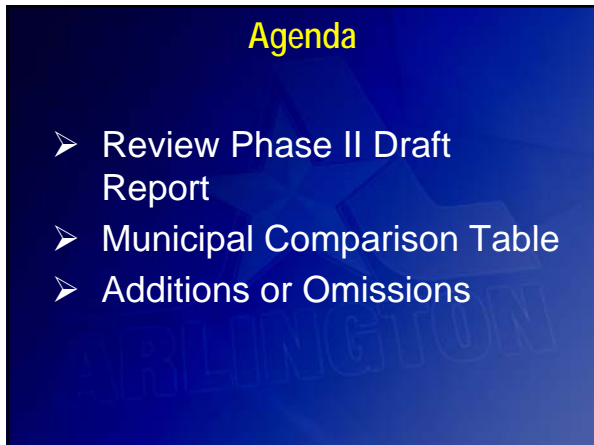 Agenda
➢ Review Phase II Draft
Report
➢ Municipal Comparison Table
➢ Additions or Omissions
ARLINGTON